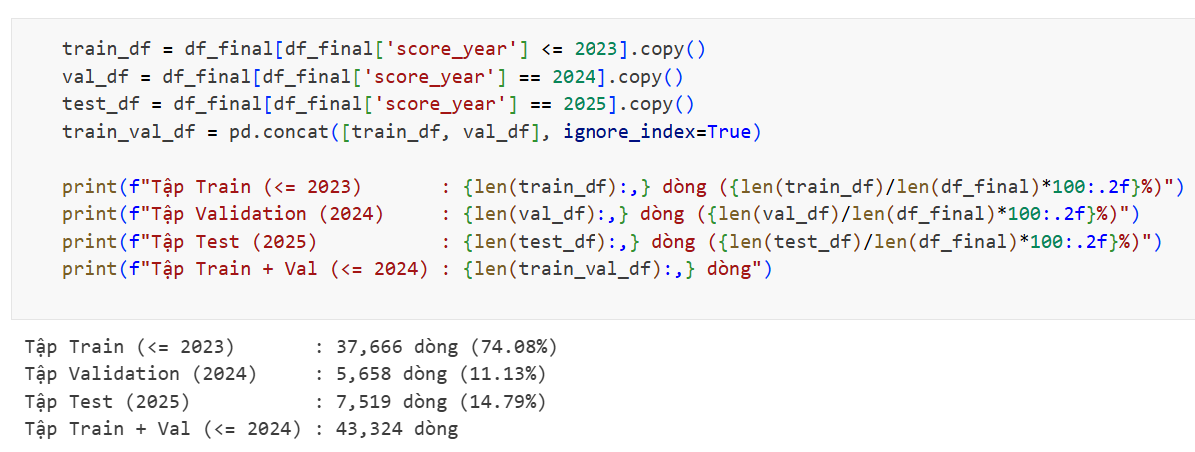 train_df = df_final[df_final['score_year'] <= 2023].copy()
val_df = df_final[df_final['score_year'] == 2024].copy()
test_df = df_final[df_final['score_year'] == 2025].copy()
train_val_df = pd.concat([train_df, val_df], ignore_index=True)
print(f"Tập Train (<= 2023)       : {len(train_df):,} dòng ({len(train_df)/len(df_final)*100:.2f}%)")
print(f"Tập Validation (2024)     : {len(val_df):,} dòng ({len(val_df)/len(df_final)*100:.2f}%)")
print(f"Tập Test (2025)           : {len(test_df):,} dòng ({len(test_df)/len(df_final)*100:.2f}%)")
print(f"Tập Train + Val (<= 2024) : {len(train_val_df):,} dòng")
Tập Train (<= 2023)       : 37,666 dòng (74.08%)
Tập Validation (2024)     : 5,658 dòng (11.13%)
Tập Test (2025)           : 7,519 dòng (14.79%)
Tập Train + Val (<= 2024) : 43,324 dòng